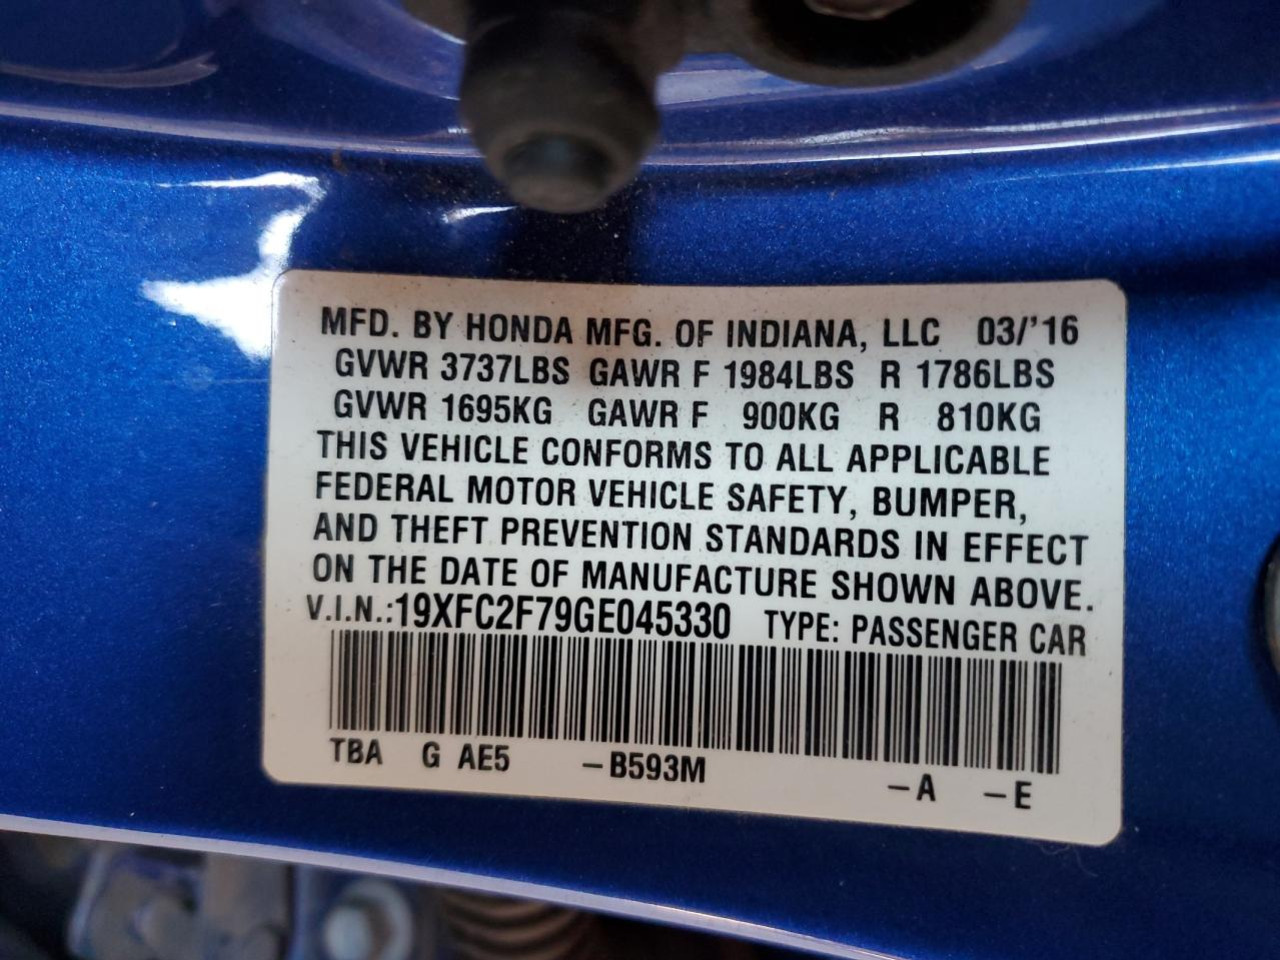 MFD. BY HONDA MFG. OF INDIANA, LLC 03/'16
GVWR 3737LBS GAWR F 1984LBS R 1786LBS
GVWR 1695KG GAWR F 900KG R 810KG
THIS VEHICLE CONFORMS TO ALL APPLICABLE
FEDERAL MOTOR VEHICLE SAFETY, BUMPER,
AND THEFT PREVENTION STANDARDS IN EFFECT
ON THE DATE OF MANUFACTURE SHOWN ABOVE.
V.I.N.:19XFC2F79GE045330 TYPE: PASSENGER CAR
TBA G AE5 -B593M -A -E